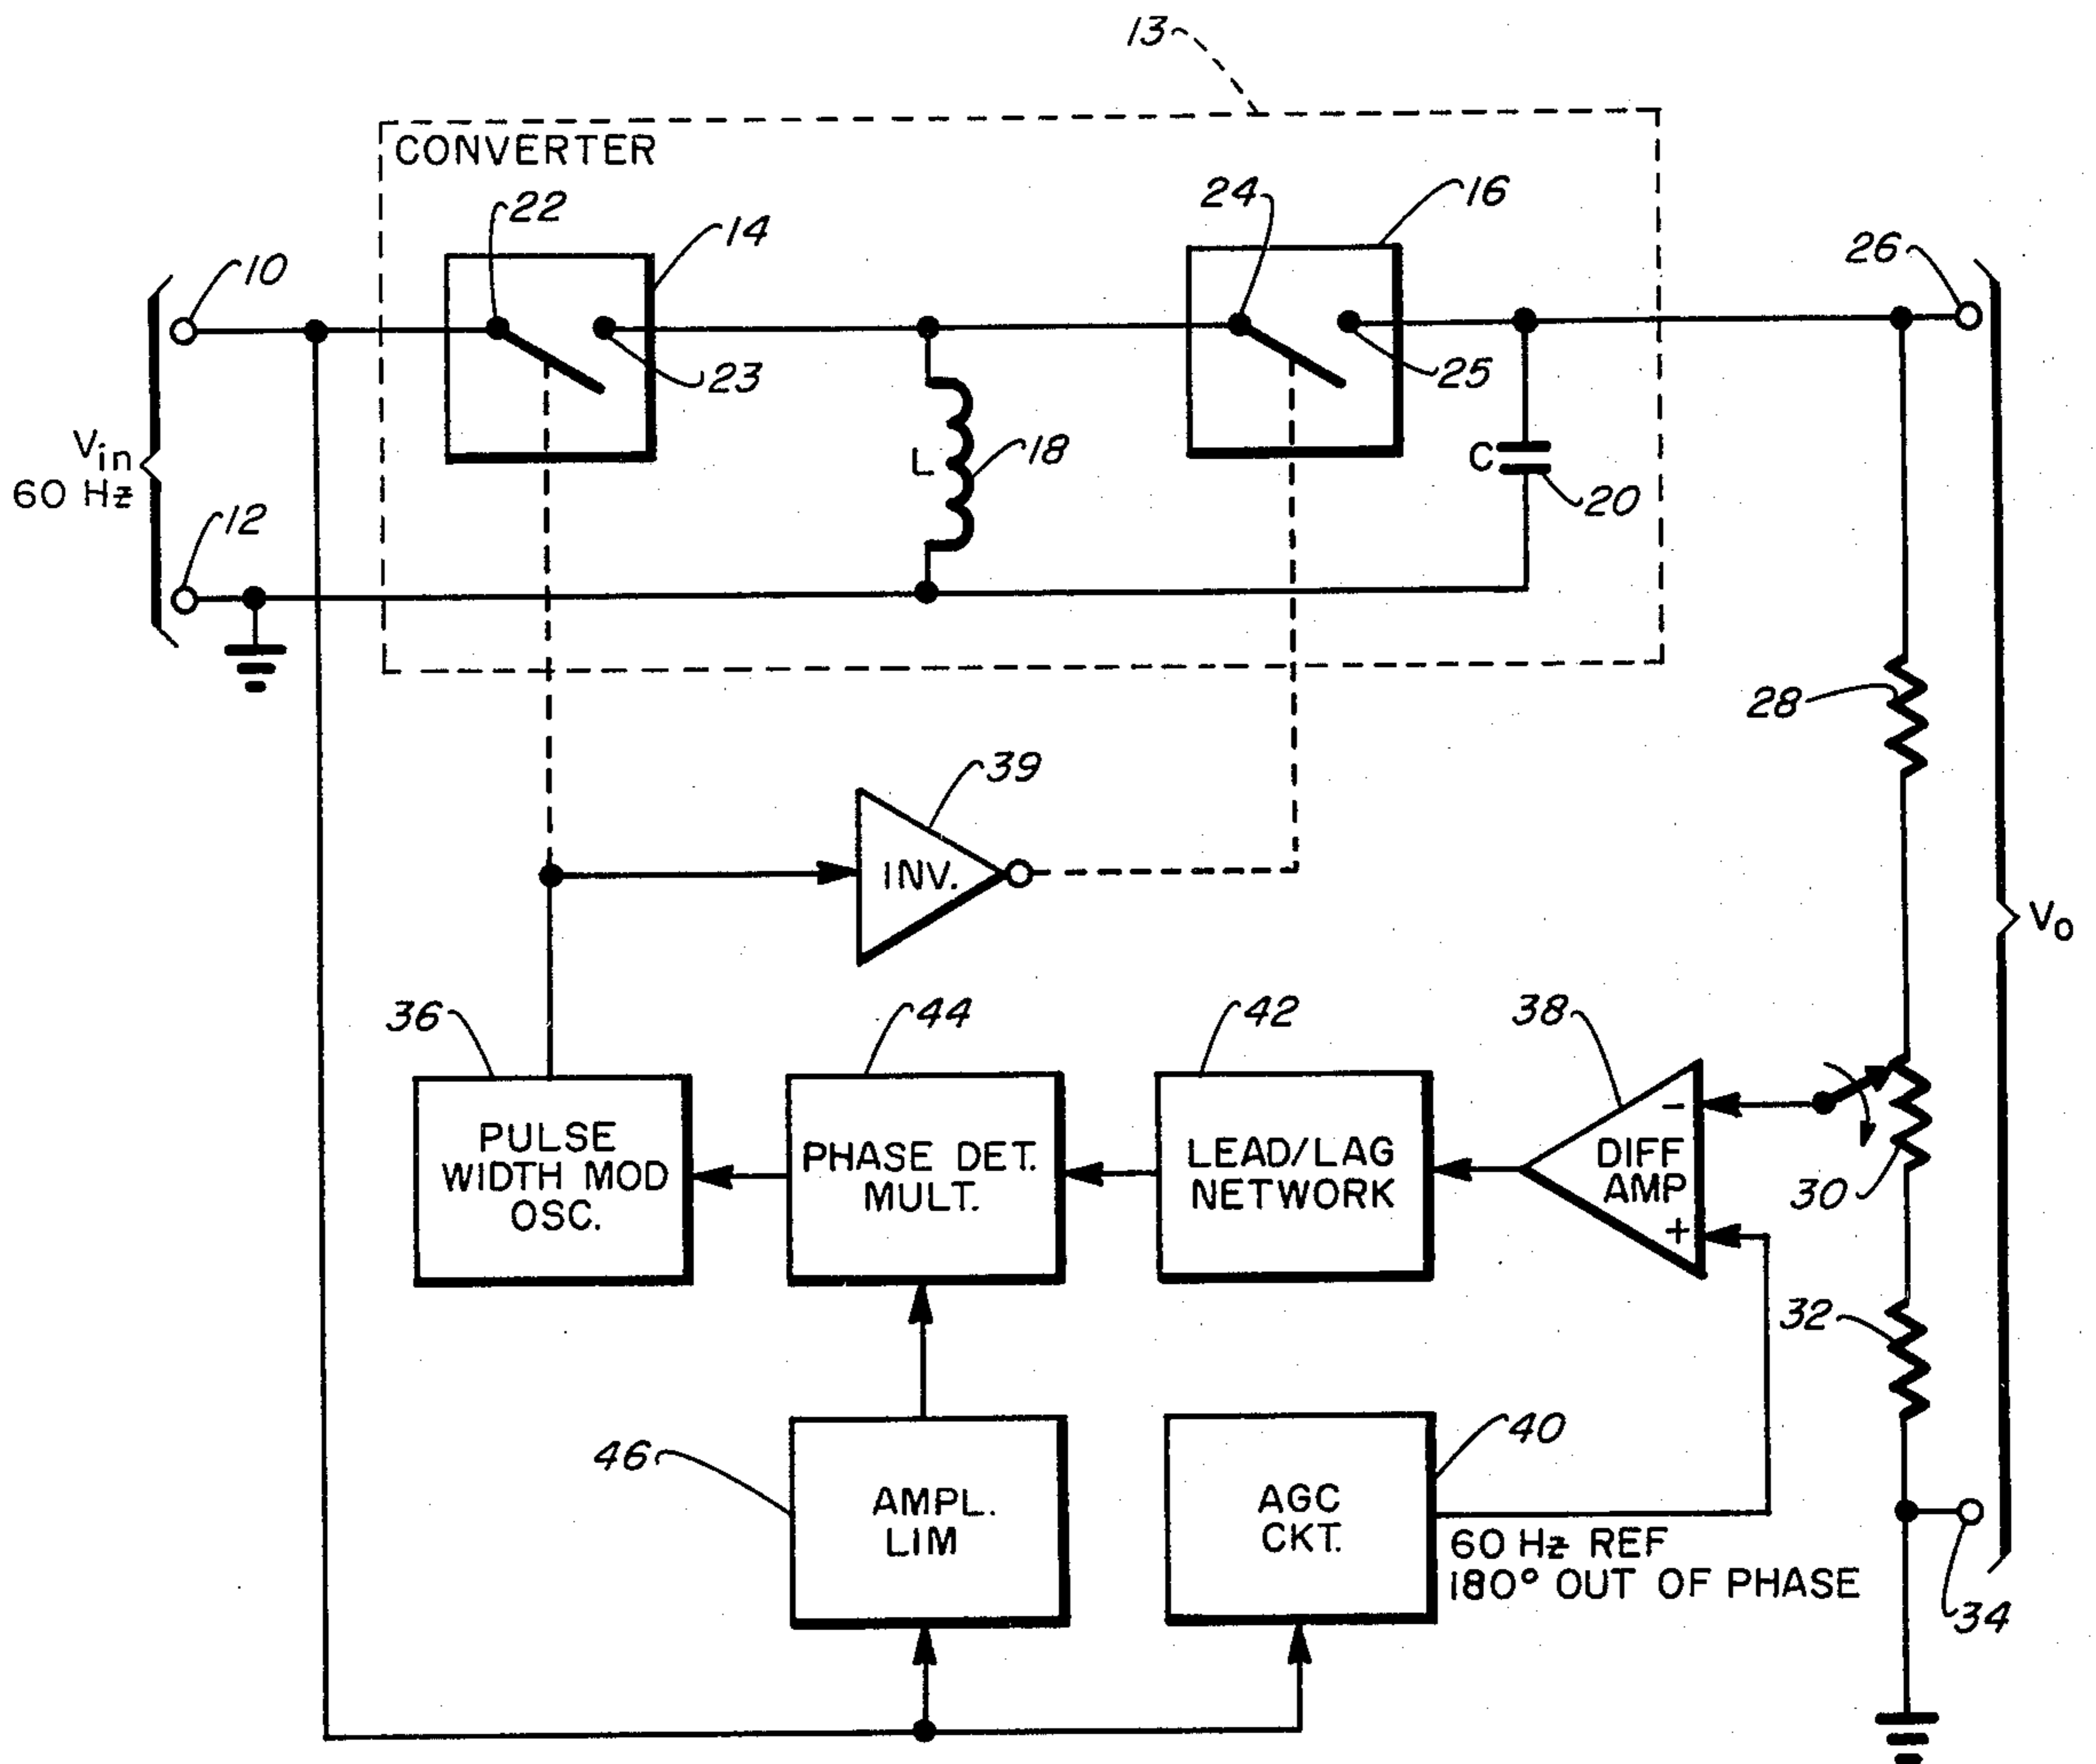 13
CONVERTER
22
14
24
16
26
10
23
25
Vin
60 Hz
L
18
C
20
12
28
39
INV.
Vo
36
44
42
38
PULSE
WIDTH MOD
OSC.
PHASE DET.
MULT.
LEAD/LAG
NETWORK
-
DIFF
AMP
+
30
32
46
AMPL.
LIM
AGC
CKT.
40
60 Hz REF
180° OUT OF PHASE
34